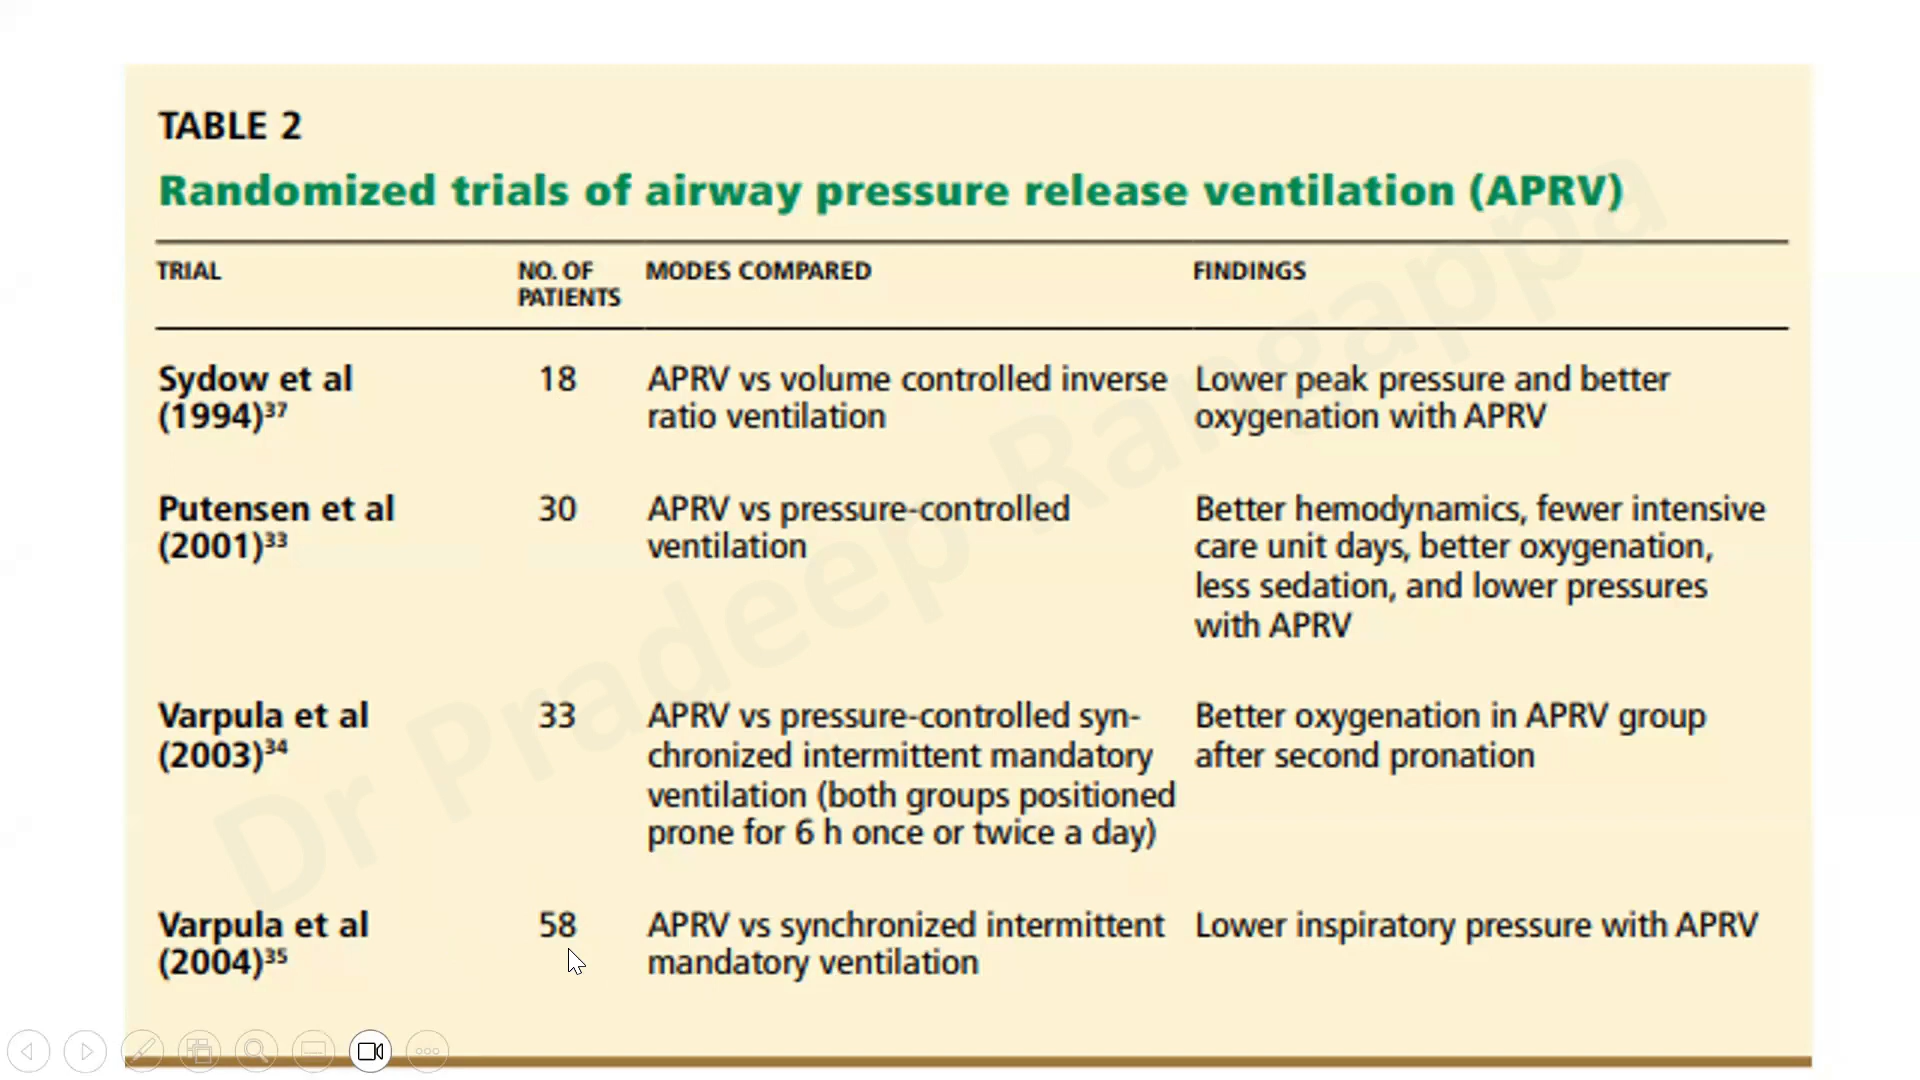 TABLE 2
Randomized trials of airway pressure release ventilation (APRV)
TRIAL NO. OF PATIENTS MODES COMPARED FINDINGS
Sydow et al (1994)37
18
APRV vs volume controlled inverse
ratio ventilation
Lower peak pressure and better
oxygenation with APRV
Putensen et al
(2001)33
30
APRV vs pressure-controlled
ventilation
Better hemodynamics, fewer intensive
care unit days, better oxygenation,
less sedation, and lower pressures
with APRV
Varpula et al
(2003)34
33
APRV vs pressure-controlled syn-
chronized intermittent mandatory
ventilation (both groups positioned
prone for 6 h once or twice a day)
Better oxygenation in APRV group
after second pronation
Varpula et al
(2004)35
58
APRV vs synchronized intermittent
mandatory ventilation
Lower inspiratory pressure with APRV
Dr Pradeep Rangappa